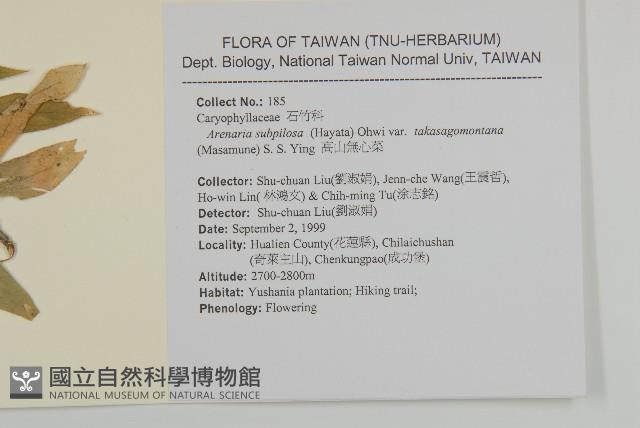 FLORA OF TAIWAN (TNU-HERBARIUM)
Dept. Biology, National Taiwan Normal Univ, TAIWAN
Collect No.: 185
Caryophyllaceae 石竹科
Arenaria subpilosa (Hayata) Ohwi var. takasagomontana
(Masamune) S. S. Ying 高山無心菜
Collector: Shu-chuan Liu(劉淑娟), Jenn-che Wang(王震哲),
Ho-win Lin( 林鴻文) & Chih-ming Tu(涂志銘)
Detector: Shu-chuan Liu(劉淑娟)
Date: September 2, 1999
Locality: Hualien County(花蓮縣), Chilaichushan
(奇萊主山), Chenkungpao(成功堡)
Altitude: 2700-2800m
Habitat: Yushania plantation; Hiking trail;
Phenology: Flowering
國立自然科學博物館
NATIONAL MUSEUM OF NATURAL SCIENCE